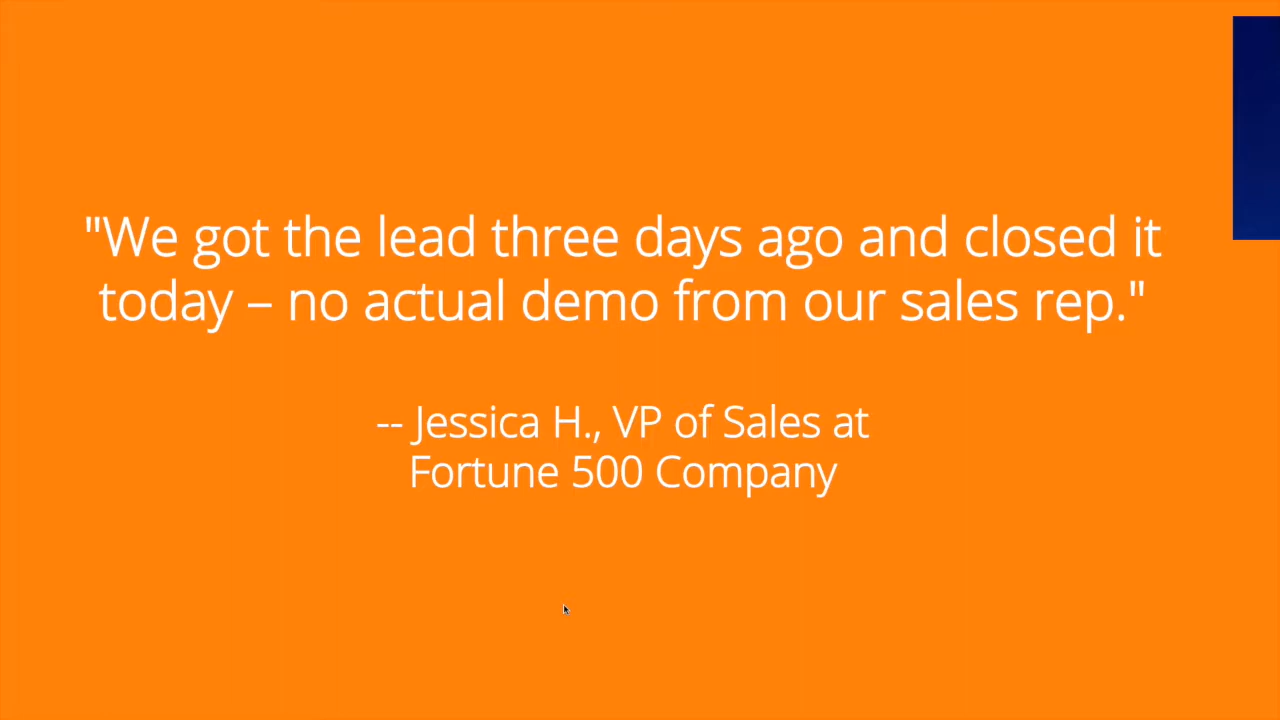 "We got the lead three days ago and closed it
today – no actual demo from our sales rep."
-- Jessica H., VP of Sales at
Fortune 500 Company